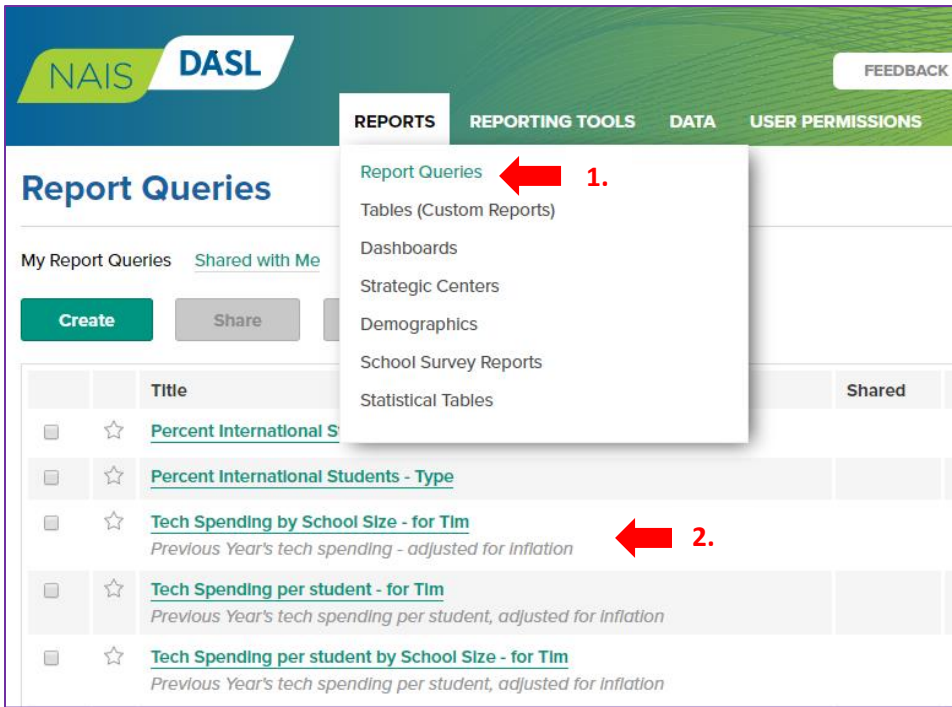 NAIS DASL
FEEDBACK
REPORTS REPORTING TOOLS DATA USER PERMISSIONS
Report Queries
Report Queries 1.
Tables (Custom Reports)
Dashboards
Strategic Centers
Demographics
School Survey Reports
Statistical Tables
My Report Queries Shared with Me
Create Share
Title Shared
Percent International S
Percent International Students - Type
Tech Spending by School Size - for Tim
Previous Year's tech spending - adjusted for inflation 2.
Tech Spending per student - for Tim
Previous Year's tech spending per student, adjusted for inflation
Tech Spending per student by School Size - for Tim
Previous Year's tech spending per student, adjusted for inflation